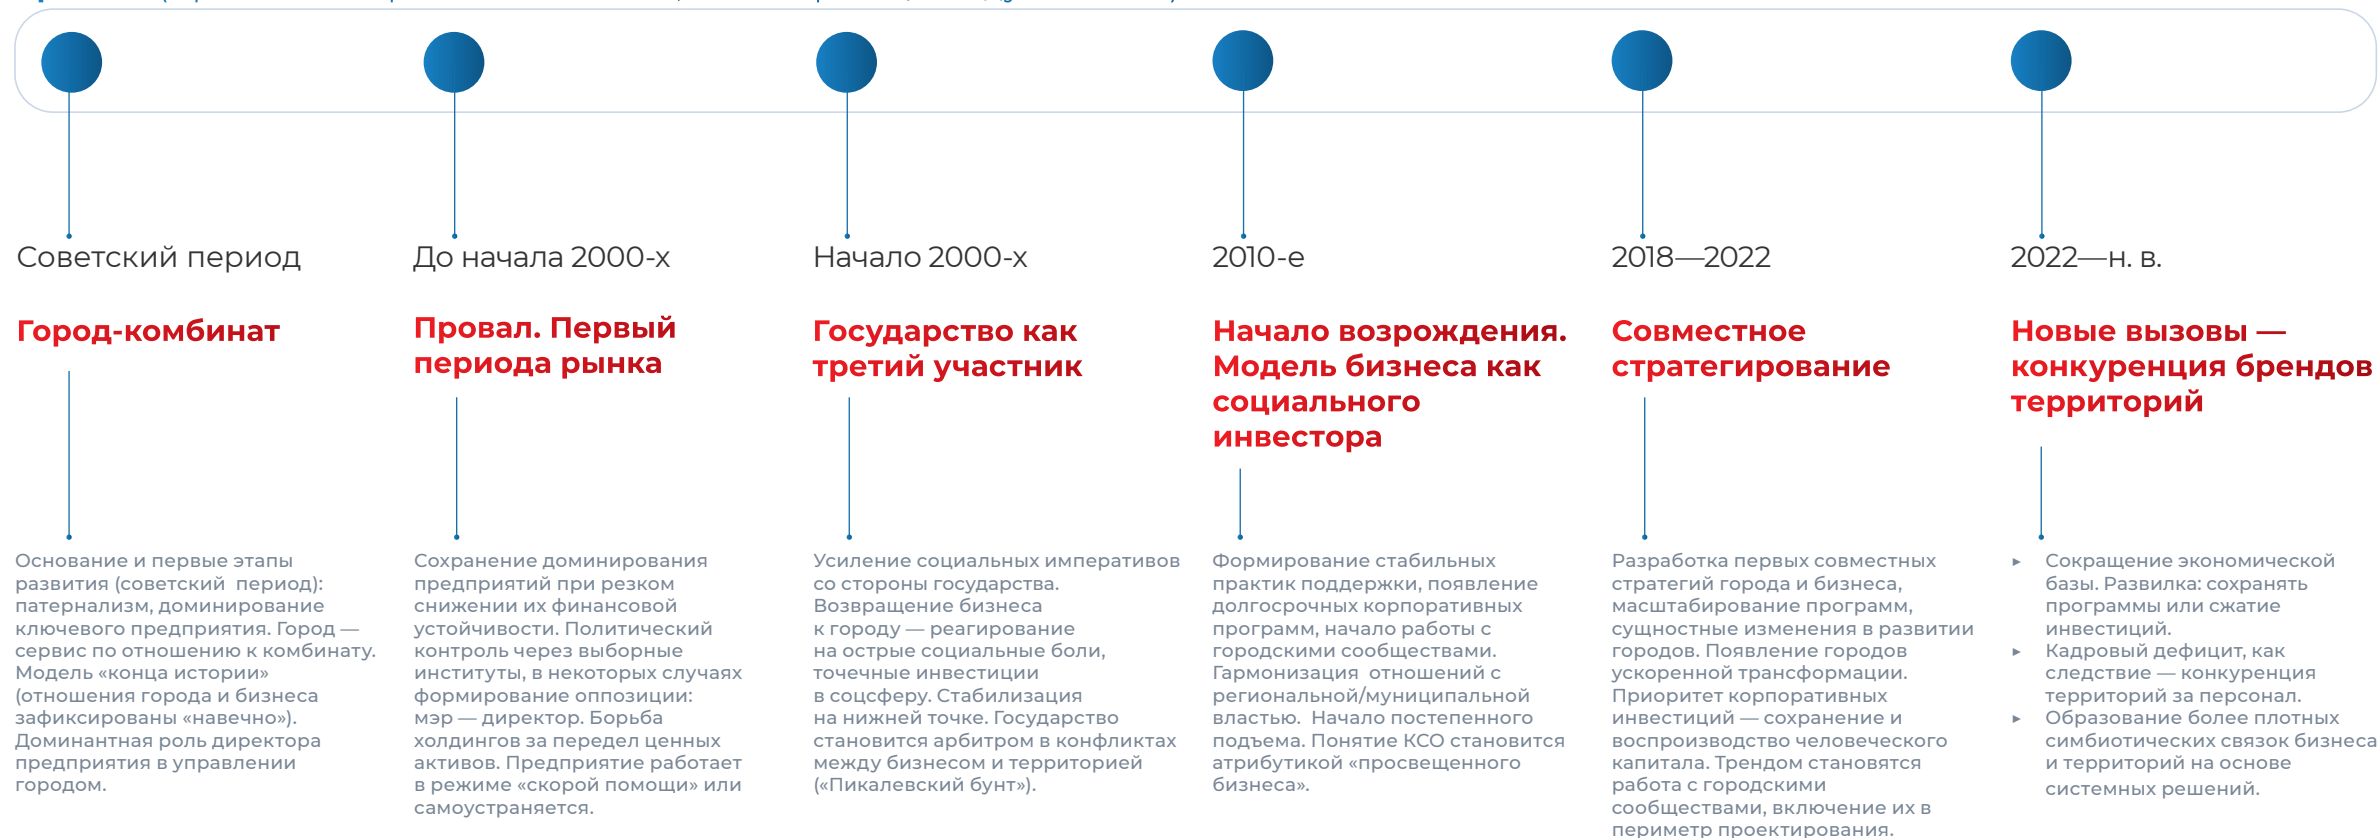 Советский период
Город-комбинат
Основание и первые этапы
развития (советский  период):
патернализм, доминирование
ключевого предприятия. Город —
сервис по отношению к комбинату.
Модель «конца истории»
(отношения города и бизнеса
зафиксированы «навечно»).
Доминантная роль директора
предприятия в управлении
городом.
До начала 2000-х
Провал. Первый
периода рынка
Сохранение доминирования
предприятий при резком
снижении их финансовой
устойчивости. Политический
контроль через выборные
институты, в некоторых случаях
формирование оппозиции:
мэр — директор. Борьба
холдингов за передел ценных
активов. Предприятие работает
в режиме «скорой помощи» или
самоустраняется.
Начало 2000-х
Государство как
третий участник
Усиление социальных императивов
со стороны государства.
Возвращение бизнеса
к городу — реагирование
на острые социальные боли,
точечные инвестиции
в соцсферу. Стабилизация
на нижней точке. Государство
становится арбитром в конфликтах
между бизнесом и территорией
(«Пикалевский бунт»).
2010-е
Начало возрождения.
Модель бизнеса как
социального
инвестора
Формирование стабильных
практик поддержки, появление
долгосрочных корпоративных
программ, начало работы с
городскими сообществами.
Гармонизация  отношений с
региональной/муниципальной
властью.  Начало постепенного
подъема. Понятие КСО становится
атрибутикой «просвещенного
бизнеса».
2018—2022
Совместное
стратегирование
Разработка первых совместных
стратегий города и бизнеса,
масштабирование программ,
сущностные изменения в развитии
городов. Появление городов
ускоренной трансформации.
Приоритет корпоративных
инвестиций — сохранение и
воспроизводство человеческого
капитала. Трендом становятся
работа с городскими
сообществами, включение их в
периметр проектирования.
2022—н. в.
Новые вызовы —
конкуренция брендов
территорий
▸ Сокращение экономической
базы. Развилка: сохранять
программы или сжатие
инвестиций.
▸ Кадровый дефицит, как
следствие — конкуренция
территорий за персонал.
▸ Образование более плотных
симбиотических связок бизнеса
и территорий на основе
системных решений.